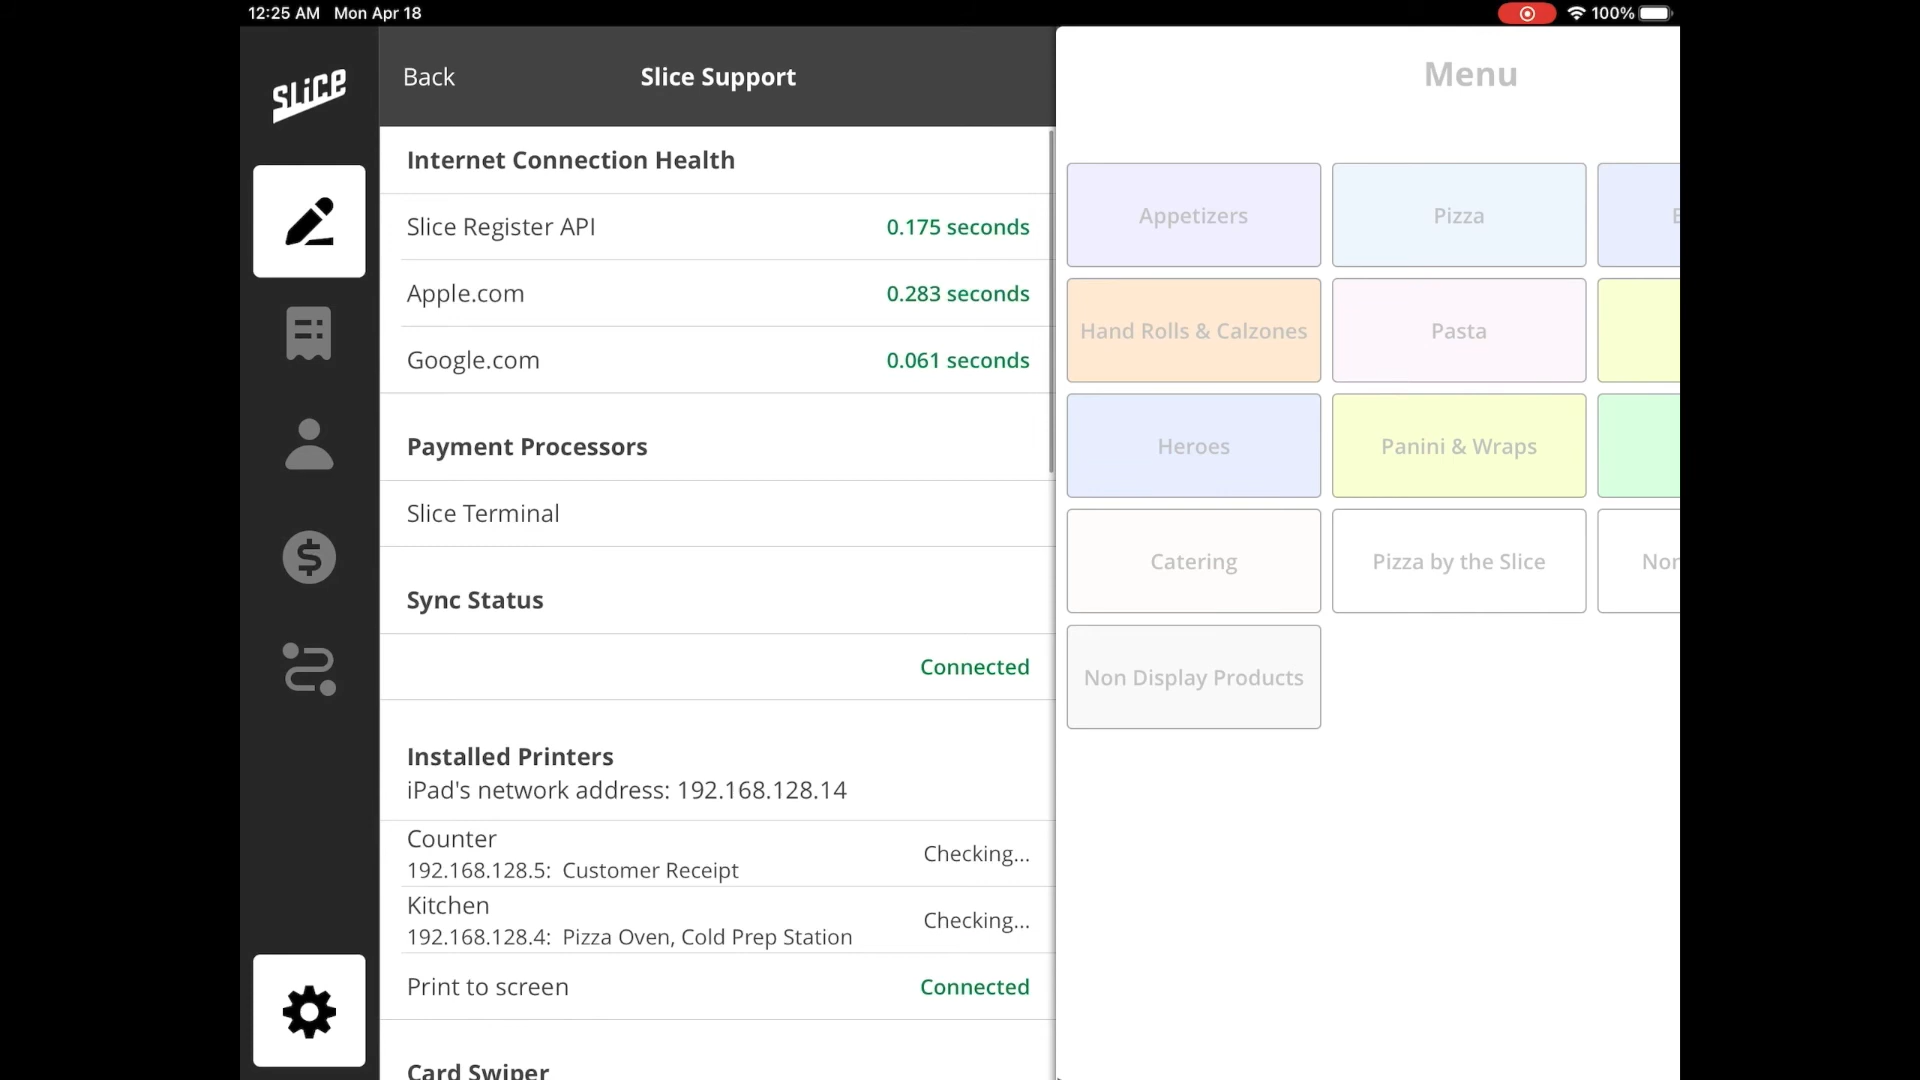 12:25 AM Mon Apr 18
100%
SLiCE
Back
Slice Support
Internet Connection Health
Slice Register API
0.175 seconds
Apple.com
0.283 seconds
Google.com
0.061 seconds
Payment Processors
Slice Terminal
Sync Status
Connected
Installed Printers
iPad's network address: 192.168.128.14
Counter
192.168.128.5: Customer Receipt
Checking...
Kitchen
192.168.128.4: Pizza Oven, Cold Prep Station
Checking...
Print to screen
Connected
Card Swiper
Menu
Appetizers
Pizza
Hand Rolls & Calzones
Pasta
Heroes
Panini & Wraps
Catering
Pizza by the Slice
Nor
Non Display Products